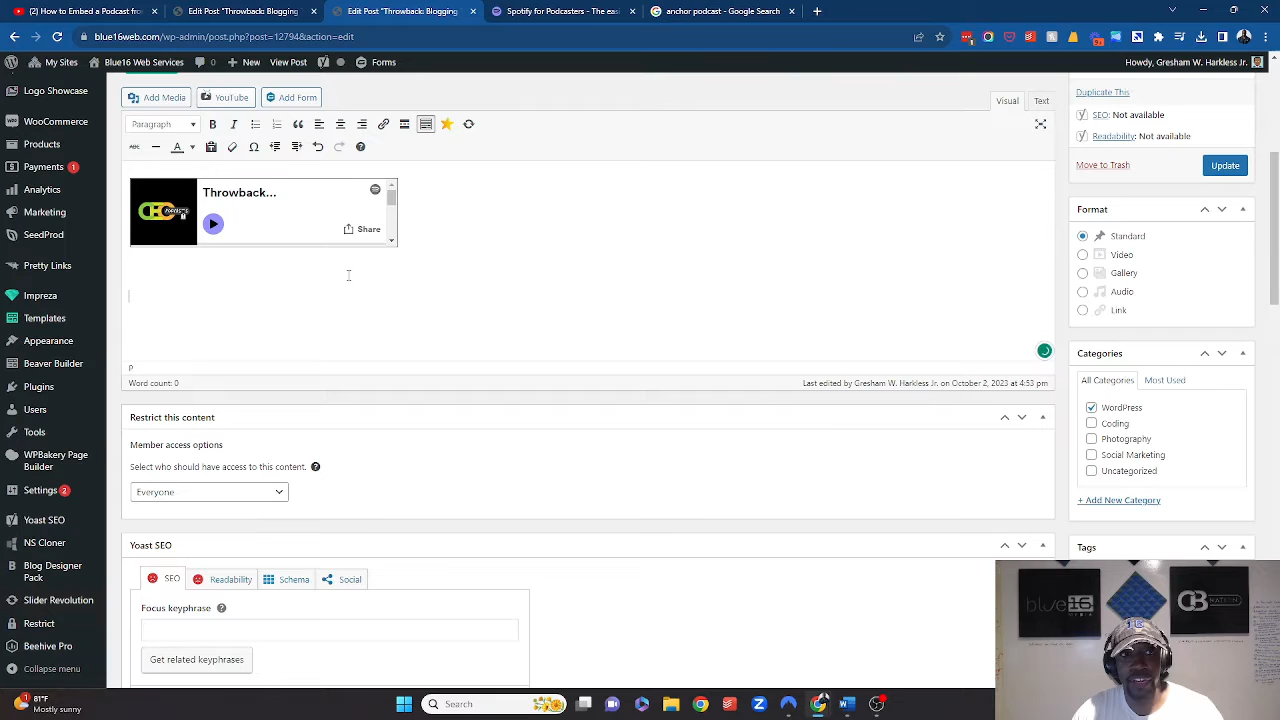 (2) How to Embed a Podcast fro
Edit Post "Throwback: Blogging
Edit Post "Throwback: Blogging
Spotify for Podcasters - The eas
anchor podcast - Google Search
blue16web.com/wp-admin/post.php?post=12794&action=edit
My Sites
Blue16 Web Services
0
New
View Post
Forms
Howdy, Gresham W. Harkless Jr.
Logo Showcase
WooCommerce
Products
Payments 1
Analytics
Marketing
SeedProd
Pretty Links
Impreza
Templates
Appearance
Beaver Builder
Plugins
Users
Tools
WPBakery Page
Builder
Settings 2
Yoast SEO
NS Cloner
Blog Designer
Pack
Slider Revolution
Restrict
Beehive Pro
Collapse menu
Add Media
YouTube
Add Form
Visual
Text
Paragraph
B
I
ABC
A
Throwback...
Share
P
Word count: 0
Last edited by Gresham W. Harkless Jr. on October 2, 2023 at 4:53 pm
Restrict this content
Member access options
Select who should have access to this content.
Everyone
Yoast SEO
SEO
Readability
Schema
Social
Focus keyphrase
Get related keyphrases
Duplicate This
SEO: Not available
Readability: Not available
Move to Trash
Update
Format
Standard
Video
Gallery
Audio
Link
Categories
All Categories
Most Used
WordPress
Coding
Photography
Social Marketing
Uncategorized
+ Add New Category
Tags
blue16
CB NATION
81°F
Mostly sunny
Search